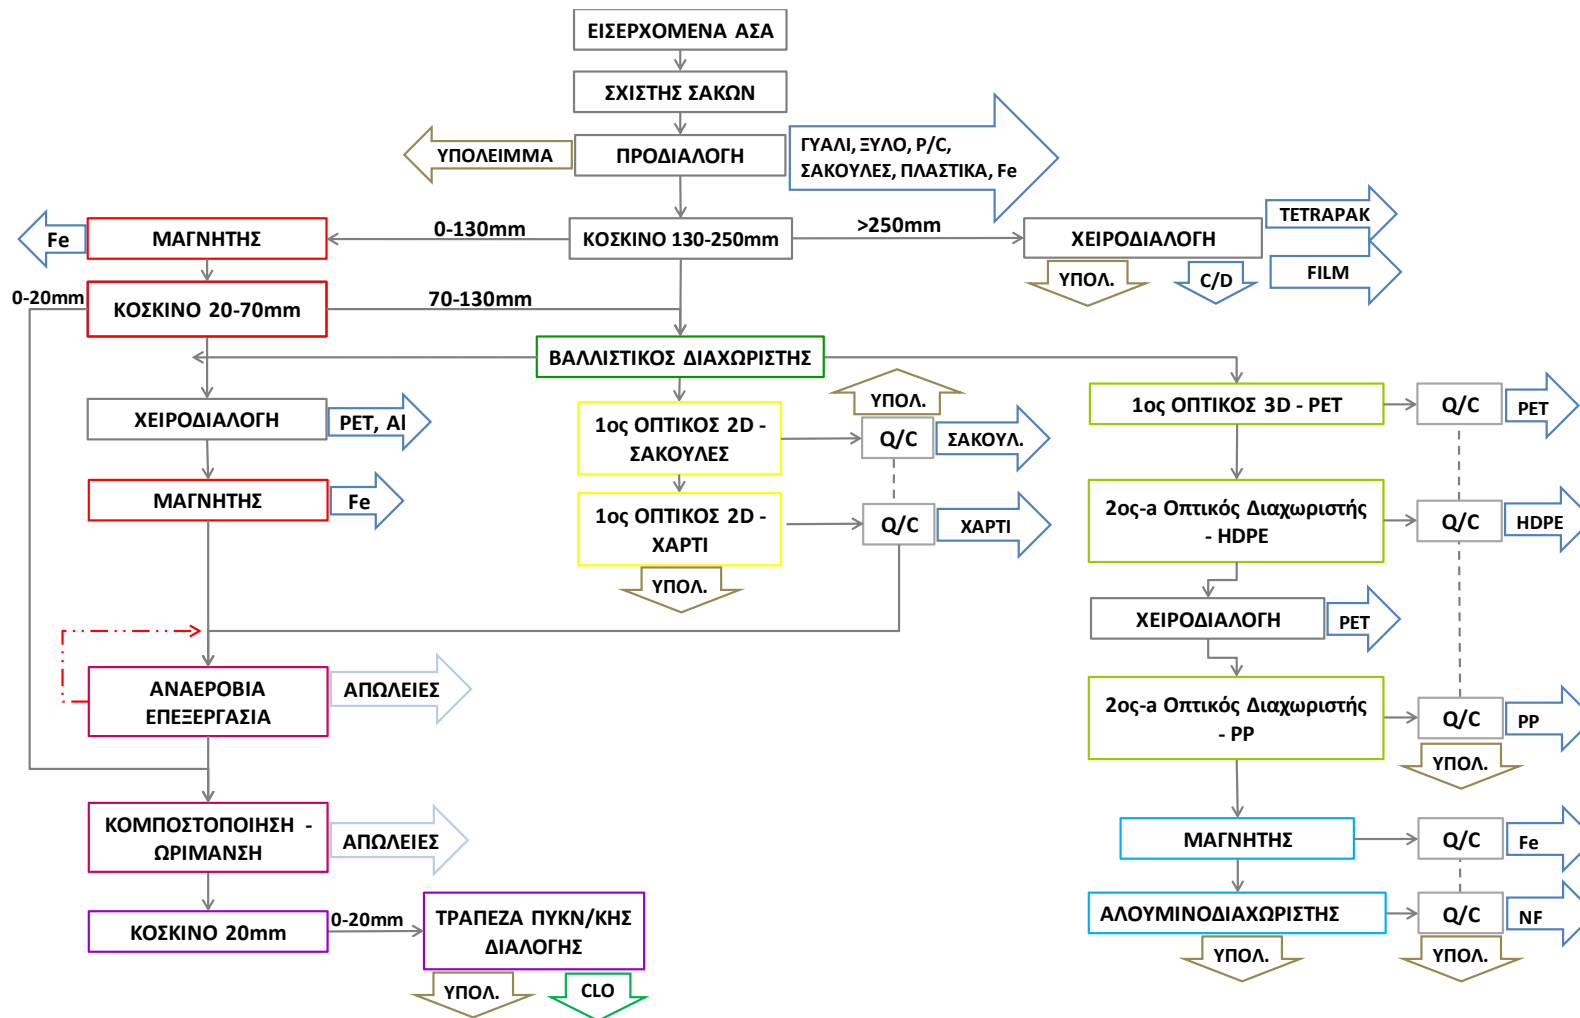 ΕΙΣΕΡΧΟΜΕΝΑ ΑΣΑ
ΣΧΙΣΤΗΣ ΣΑΚΩΝ
ΥΠΟΛΕΙΜΜΑ
ΠΡΟΔΙΑΛΟΓΗ
ΓΥΑΛΙ, ΞΥΛΟ, P/C,
ΣΑΚΟΥΛΕΣ, ΠΛΑΣΤΙΚΑ, Fe
Fe
ΜΑΓΝΗΤΗΣ
0-130mm
ΚΟΣΚΙΝΟ 130-250mm
>250mm
ΧΕΙΡΟΔΙΑΛΟΓΗ
TETRAPAK
FILM
ΥΠΟΛ.
C/D
0-20mm
ΚΟΣΚΙΝΟ 20-70mm
70-130mm
ΒΑΛΛΙΣΤΙΚΟΣ ΔΙΑΧΩΡΙΣΤΗΣ
ΧΕΙΡΟΔΙΑΛΟΓΗ
PET, Al
ΜΑΓΝΗΤΗΣ
Fe
1ος ΟΠΤΙΚΟΣ 2D -
ΣΑΚΟΥΛΕΣ
ΥΠΟΛ.
Q/C
ΣΑΚΟΥΛ.
1ος ΟΠΤΙΚΟΣ 2D -
ΧΑΡΤΙ
Q/C
ΧΑΡΤΙ
ΥΠΟΛ.
1ος ΟΠΤΙΚΟΣ 3D - PET
Q/C
PET
2ος-a Οπτικός Διαχωριστής
- HDPE
Q/C
HDPE
ΧΕΙΡΟΔΙΑΛΟΓΗ
PET
2ος-a Οπτικός Διαχωριστής
- PP
Q/C
PP
ΥΠΟΛ.
ΑΝΑΕΡΟΒΙΑ
ΕΠΕΞΕΡΓΑΣΙΑ
ΑΠΩΛΕΙΕΣ
ΚΟΜΠΟΣΤΟΠΟΙΗΣΗ -
ΩΡΙΜΑΝΣΗ
ΑΠΩΛΕΙΕΣ
ΜΑΓΝΗΤΗΣ
Q/C
Fe
ΑΛΟΥΜΙΝΟΔΙΑΧΩΡΙΣΤΗΣ
Q/C
NF
ΥΠΟΛ.
ΥΠΟΛ.
ΚΟΣΚΙΝΟ 20mm
0-20mm
ΤΡΑΠΕΖΑ ΠΥΚΝ/ΚΗΣ
ΔΙΑΛΟΓΗΣ
ΥΠΟΛ.
CLO